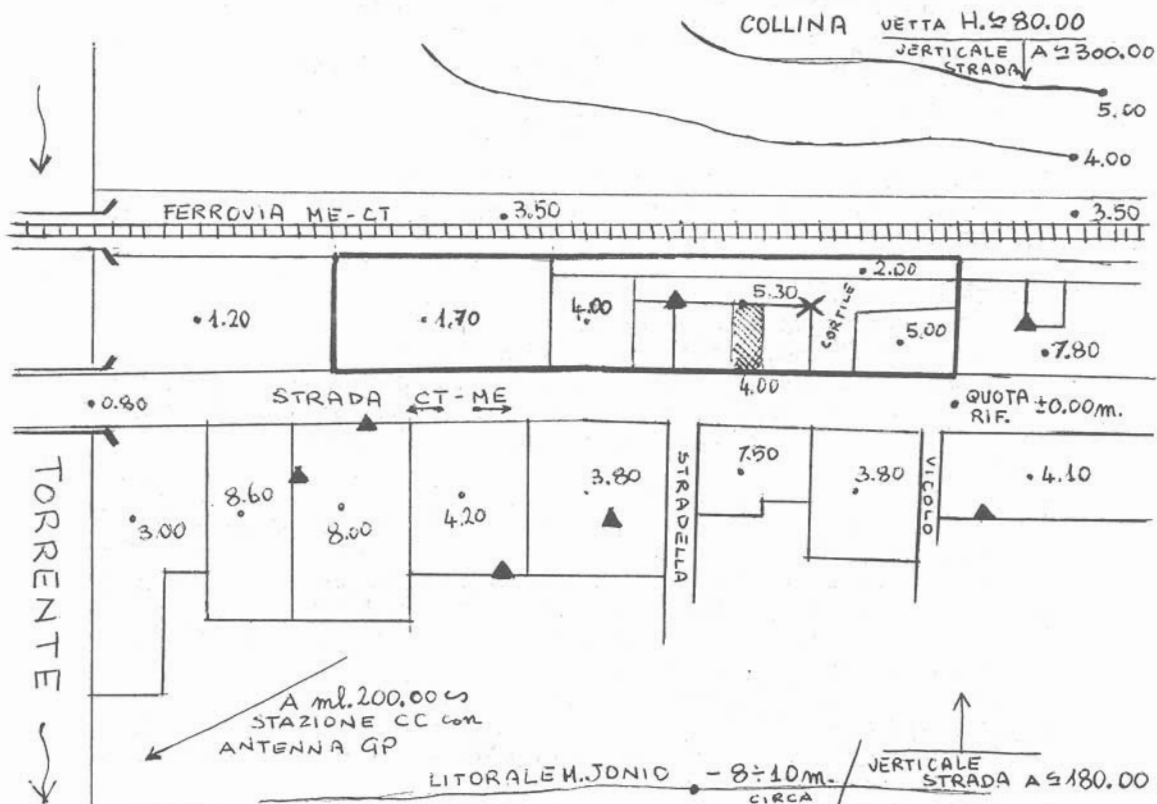 COLLINA VETTA H.≅80.00
VERTICALE A ≅300.00
STRADA
5.00
4.00
FERROVIA ME-CT 3.50 3.50
2.00
1.20 1.70 4.00 5.30 CORTILE 5.00 7.80
4.00
0.80 STRADA CT-ME QUOTA ±0.00m.
RIF.
TORRENTE
3.00 8.60 8.00 4.20 3.80 STRADELLA 7.50 3.80 VICOLO 4.10
A ml.200.00
STAZIONE CC con
ANTENNA GP
LITORALE M. JONIO - 8÷10m.
CIRCA
VERTICALE
STRADA A ≅180.00